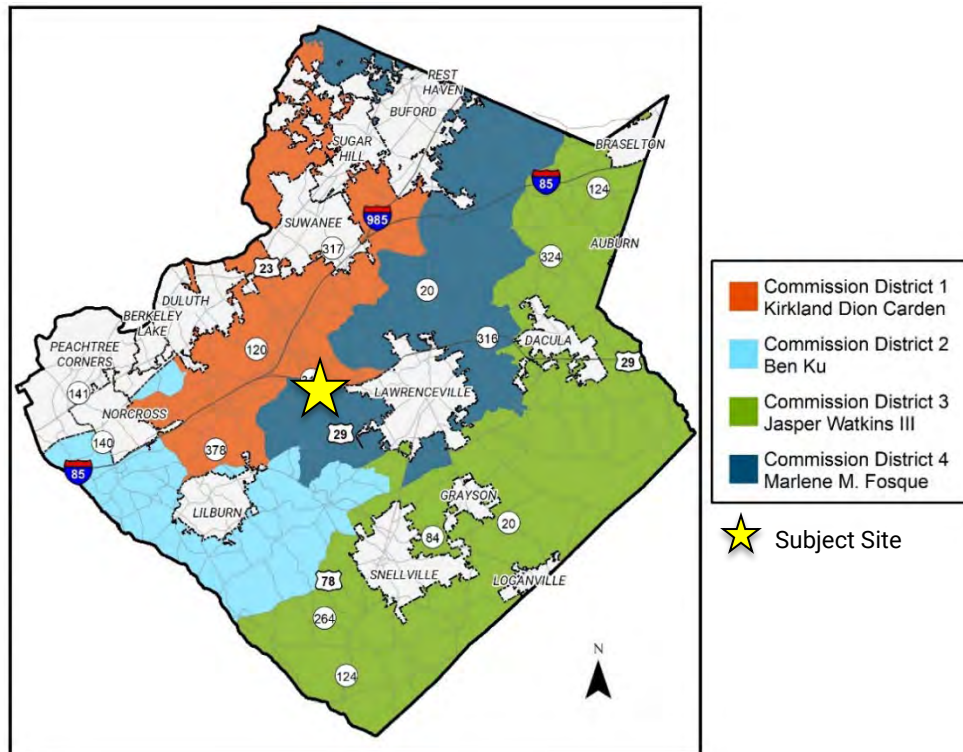 REST
HAVEN
BUFORD
BRASELTON
SUGAR
HILL
85
124
985
SUWANEE
317
AUBURN
23
324
20
DULUTH
BERKELEY
LAKE
316
DACULA
PEACHTREE
CORNERS
120
29
141
LAWRENCEVILLE
NORCROSS
29
140
378
85
GRAYSON
LILBURN
20
84
78
SNELLVILLE
LOGANVILLE
264
124
N
Commission District 1
Kirkland Dion Carden
Commission District 2
Ben Ku
Commission District 3
Jasper Watkins III
Commission District 4
Marlene M. Fosque
Subject Site